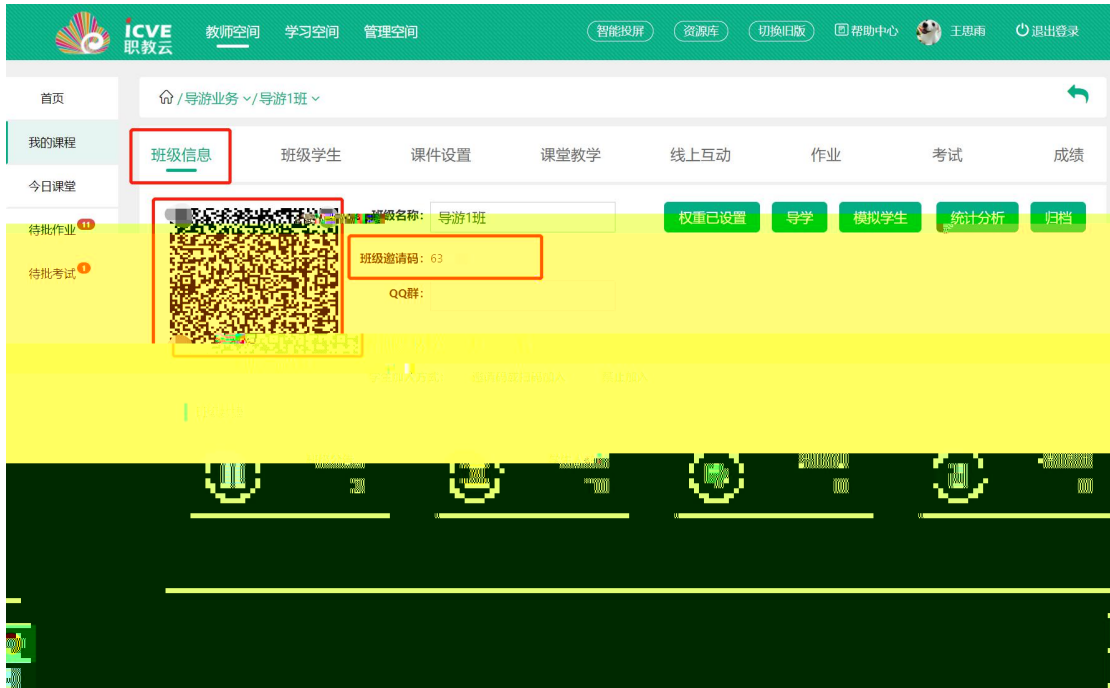 iCVE
职教云
教师空间 学习空间 管理空间
智能投屏 资源库 切换旧版 帮助中心 王思雨 退出登录
首页
我的课程
今日课堂
待批作业 11
待批考试 1
/导游业务 /导游1班
班级信息 班级学生 课件设置 课堂教学 线上互动 作业 考试 成绩
班级名称: 导游1班
权重已设置 导学 模拟学生 统计分析 归档
班级邀请码: 63
QQ群: